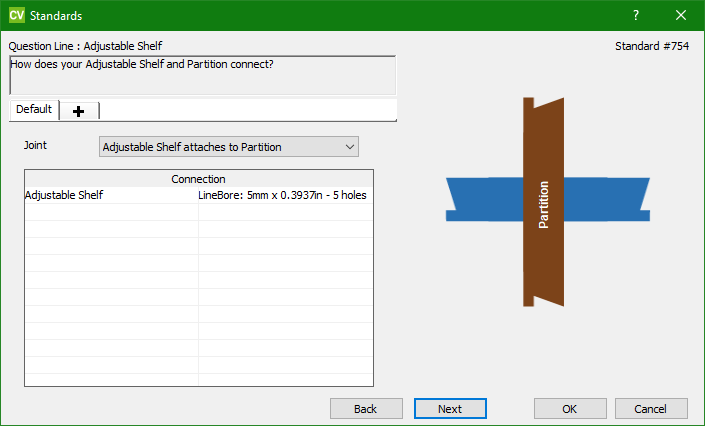 CV Standards ?
Question Line : Adjustable Shelf Standard #754
How does your Adjustable Shelf and Partition connect?
Default
Joint Adjustable Shelf attaches to Partition
Connection
Adjustable Shelf LineBore: 5mm x 0.3937in - 5 holes
Partition
Back Next OK Cancel